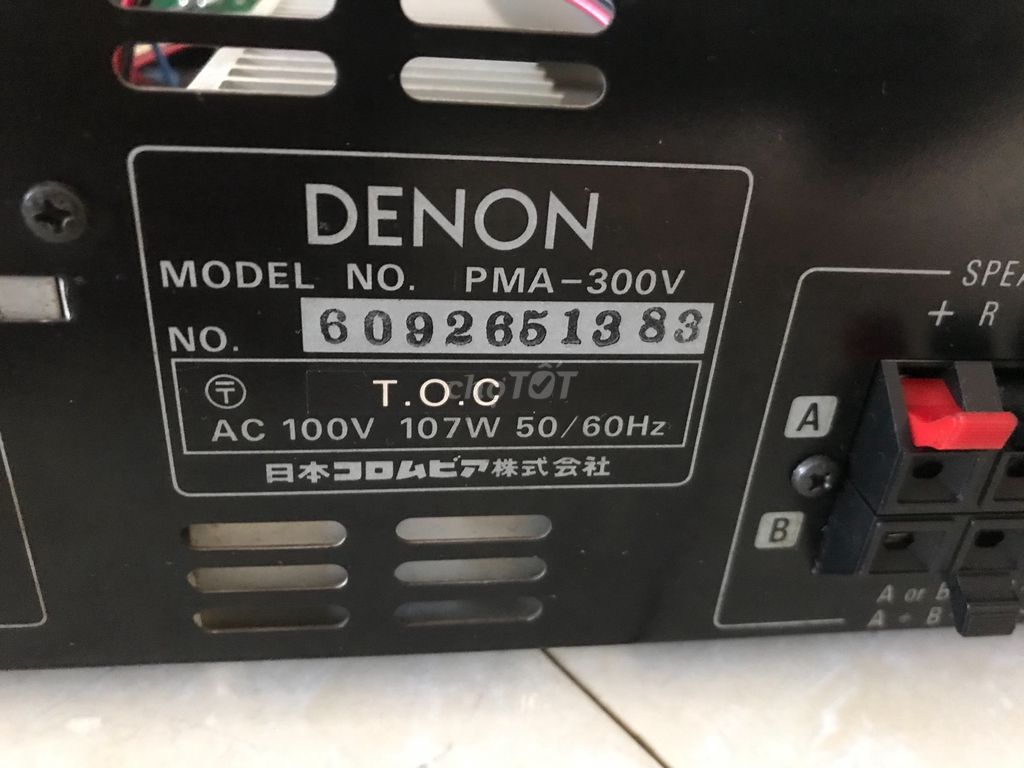 DENON
MODEL NO. PMA-300V
NO. 6092651383
〒 T.O.C
chợTỐT
AC 100V 107W 50/60Hz
日本コロムビア株式会社
+ R
A
B
A or B
A + B